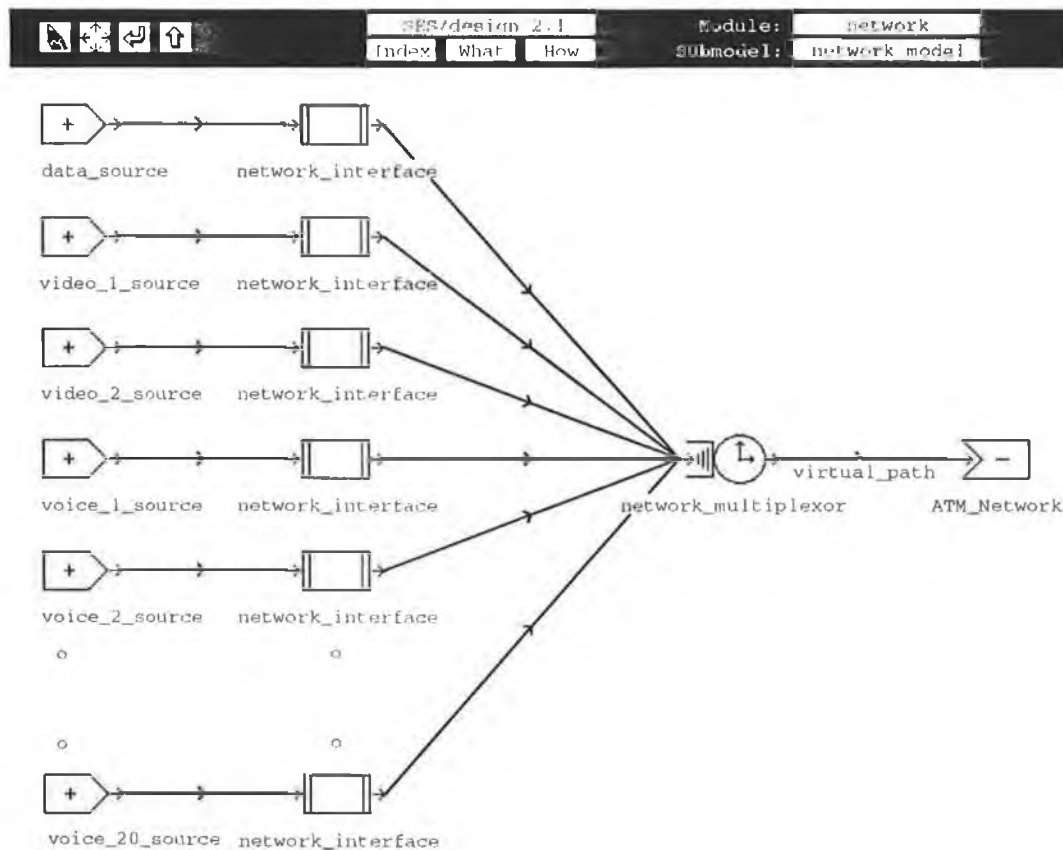 SES/design 2.1 Module: network
Index What How Submodel: network model
data_source network_interface
video_1_source network_interface
video_2_source network_interface
virtual_path
voice_1_source network_interface network_multiplexor ATM_Network
voice_2_source network_interface
voice_20_source network_interface